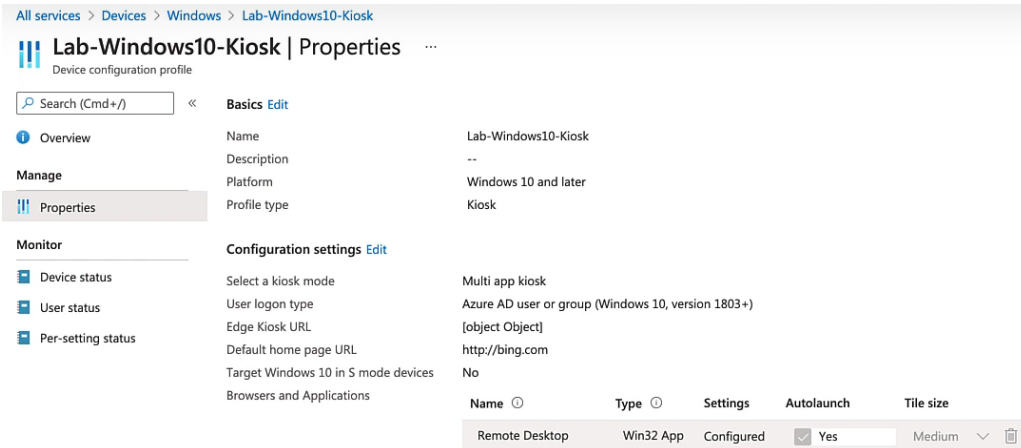 All services > Devices > Windows > Lab-Windows10-Kiosk
Lab-Windows10-Kiosk | Properties ...
Device configuration profile
Search (Cmd+/) «
Overview
Manage
Properties
Monitor
Device status
User status
Per-setting status
Basics Edit
Name Lab-Windows10-Kiosk
Description --
Platform Windows 10 and later
Profile type Kiosk
Configuration settings Edit
Select a kiosk mode Multi app kiosk
User logon type Azure AD user or group (Windows 10, version 1803+)
Edge Kiosk URL [object Object]
Default home page URL http://bing.com
Target Windows 10 in S mode devices No
Browsers and Applications
Name Type Settings Autolaunch Tile size
Remote Desktop Win32 App Configured Yes Medium